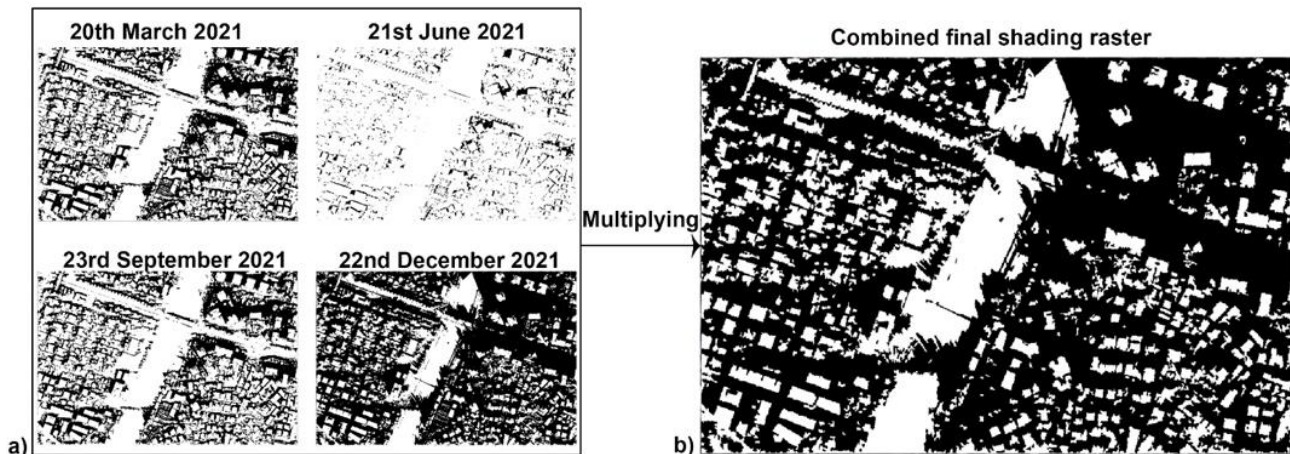 20th March 2021
21st June 2021
Combined final shading raster
Multiplying
23rd September 2021
22nd December 2021
a)
b)